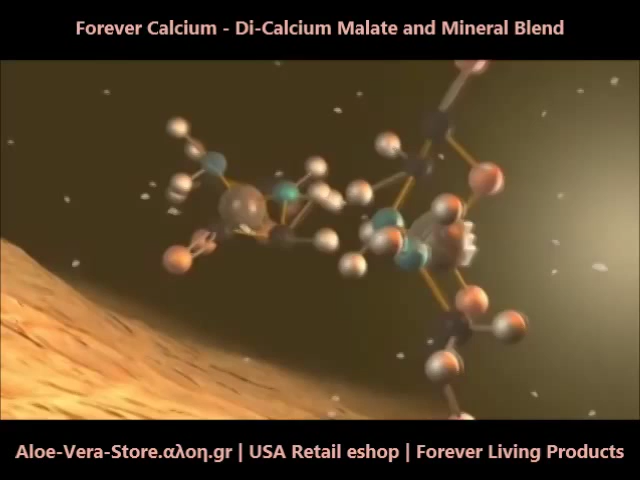 Forever Calcium - Di-Calcium Malate and Mineral Blend
Aloe-Vera-Store.αλοη.gr | USA Retail eshop | Forever Living Products